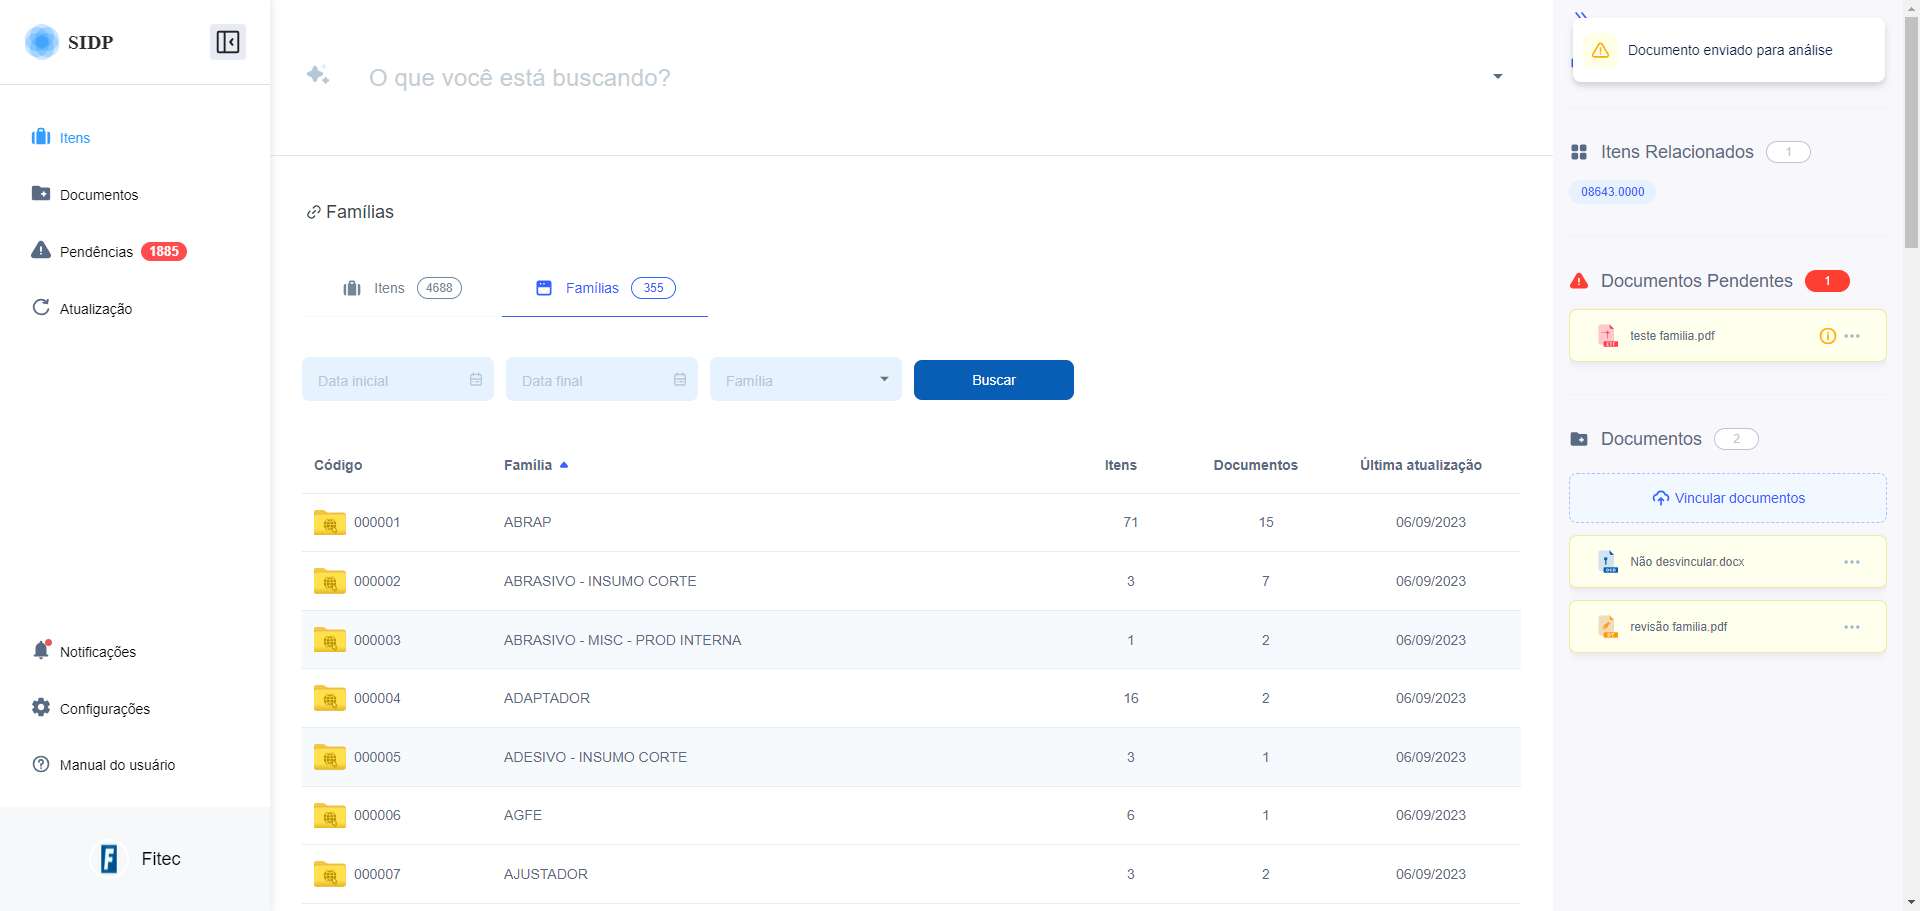 SIDP
Itens
Documentos
Pendências 1885
Atualização
Notificações
Configurações
Manual do usuário
Fitec
O que você está buscando?
Famílias
Itens 4688
Famílias 355
Data inicial
Data final
Família
Buscar
Código Família Itens Documentos Última atualização
000001 ABRAP 71 15 06/09/2023
000002 ABRASIVO - INSUMO CORTE 3 7 06/09/2023
000003 ABRASIVO - MISC - PROD INTERNA 1 2 06/09/2023
000004 ADAPTADOR 16 2 06/09/2023
000005 ADESIVO - INSUMO CORTE 3 1 06/09/2023
000006 AGFE 6 1 06/09/2023
000007 AJUSTADOR 3 2 06/09/2023
Documento enviado para análise
Itens Relacionados 1
08643.0000
Documentos Pendentes 1
teste familia.pdf
Documentos 2
Vincular documentos
Não desvincular.docx
revisão familia.pdf